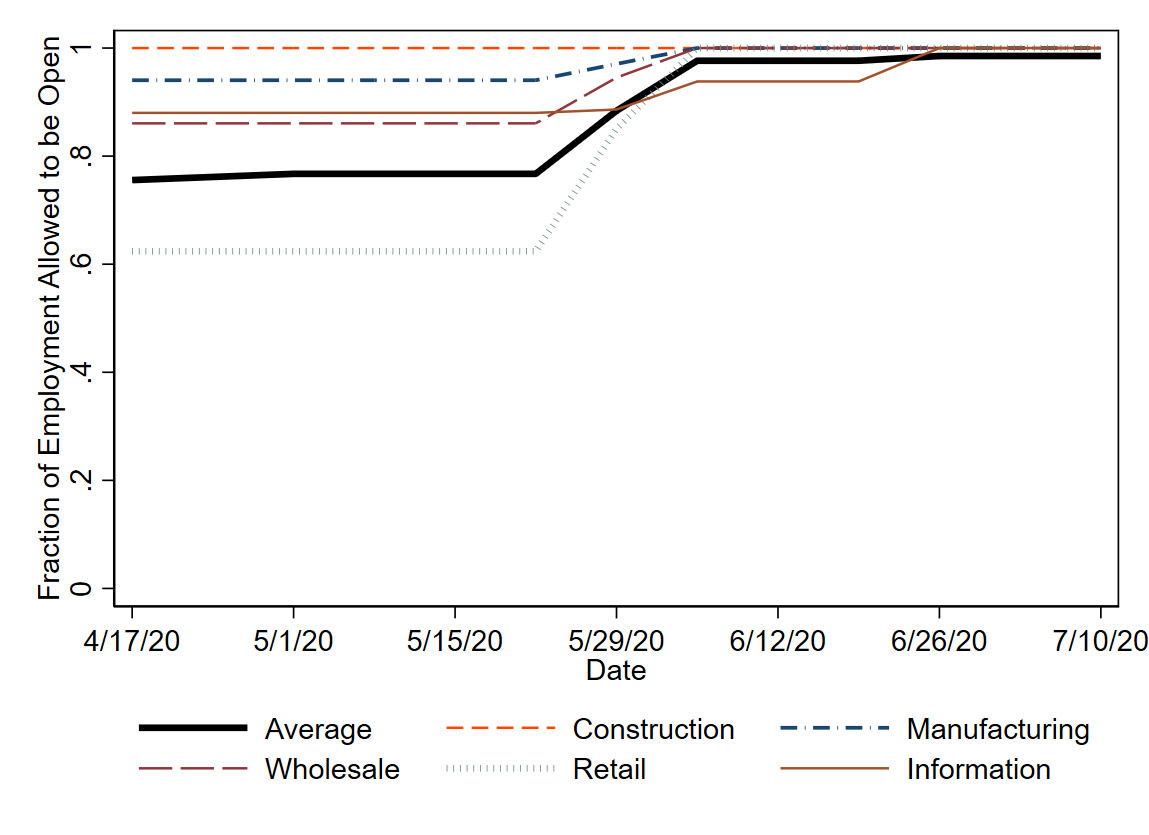 Fraction of Employment Allowed to be Open
1
.8
.6
.4
.2
0
4/17/20 5/1/20 5/15/20 5/29/20 6/12/20 6/26/20 7/10/20
Date
Average Construction Manufacturing
Wholesale Retail Information